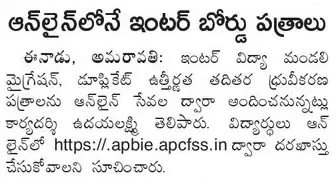 ఆన్‌లైన్‌లోనే ఇంటర్ బోర్డు పత్రాలు
ఈనాడు, అమరావతి: ఇంటర్ విద్యా మండలి
మైగ్రేషన్, డూప్లికేట్ ఉత్తీర్ణత తదితర ధ్రువీకరణ
పత్రాలను ఆన్‌లైన్ సేవల ద్వారా అందించనున్నట్లు
కార్యదర్శి ఉదయలక్ష్మి తెలిపారు. విద్యార్థులు ఆన్
లైన్‌లో https://.apbie.apcfss.in ద్వారా దరఖాస్తు
చేసుకోవాలని సూచించారు.